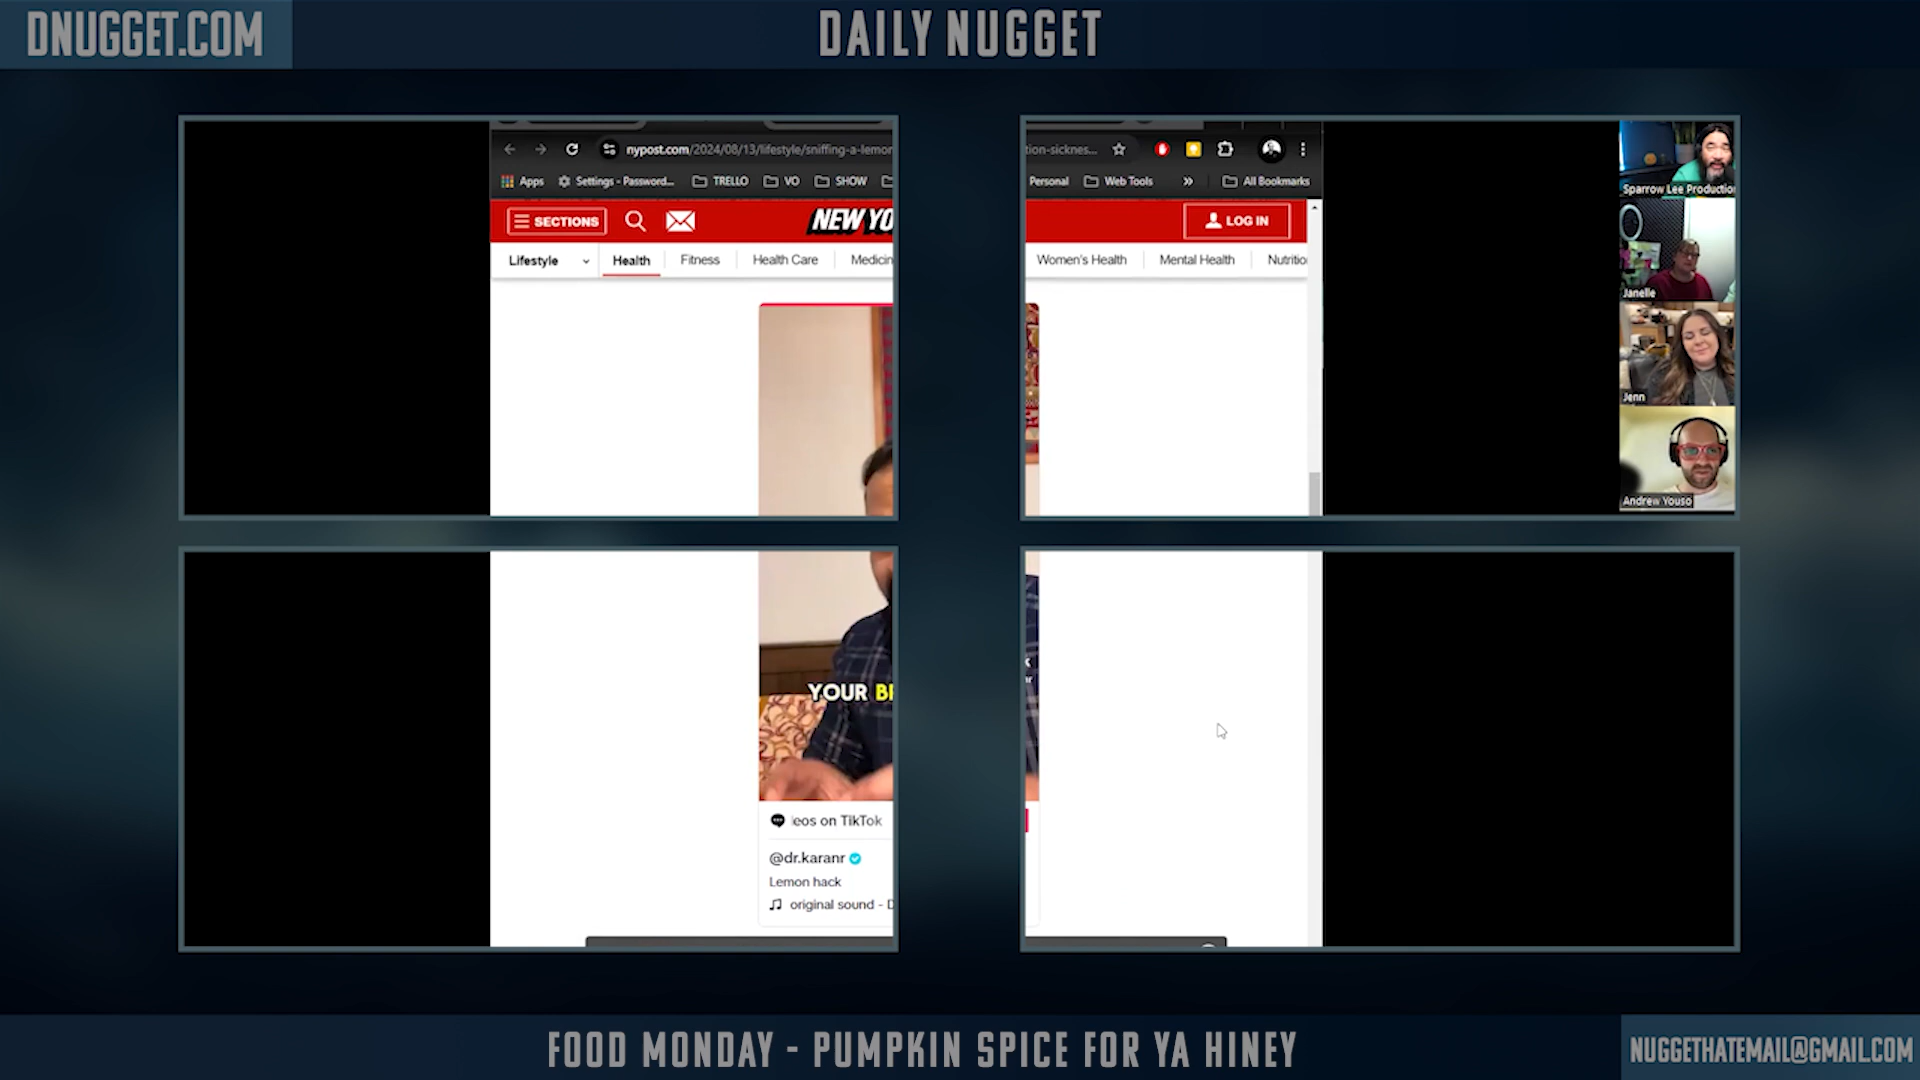 DNUGGET.COM
DAILY NUGGET
nypost.com/2024/08/13/lifestyle/sniffing-a-lemon
tion-sicknes...
Apps
Settings - Password...
TRELLO
VO
SHOW
Personal
Web Tools
»
All Bookmarks
SECTIONS
NEW YO
LOG IN
Lifestyle
Health
Fitness
Health Care
Medicin
Women's Health
Mental Health
Nutritio
Sparrow Lee Production
Janelle
Jenn
Andrew Youso
YOUR
eos on TikTok
@dr.karanr
Lemon hack
original sound - D
FOOD MONDAY - PUMPKIN SPICE FOR YA HINEY
NUGGETHATEMAIL@GMAIL.COM